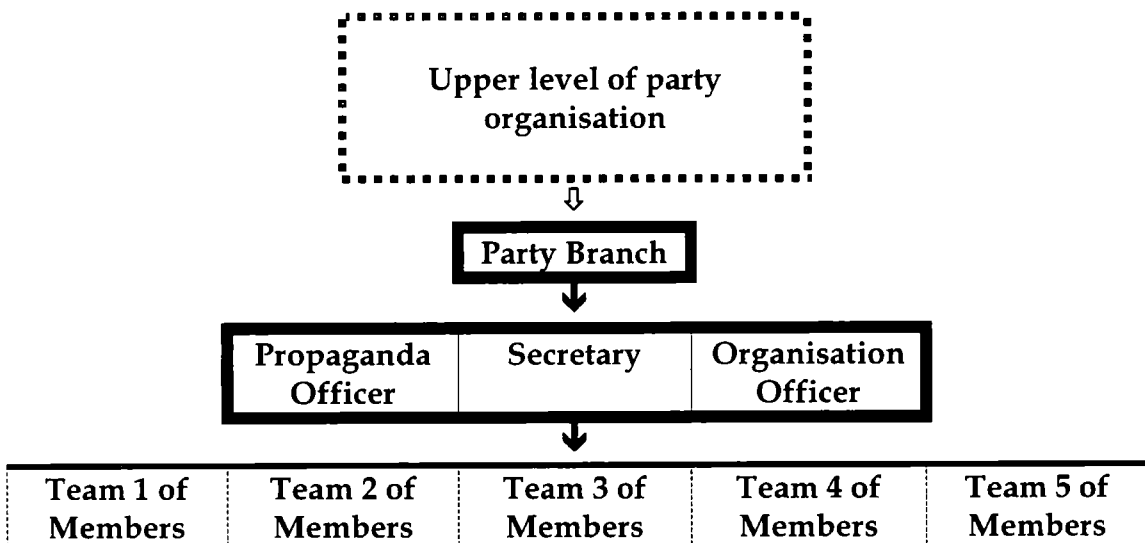 Upper level of party
organisation
Party Branch
Propaganda Officer
Secretary
Organisation Officer
Team 1 of Members
Team 2 of Members
Team 3 of Members
Team 4 of Members
Team 5 of Members